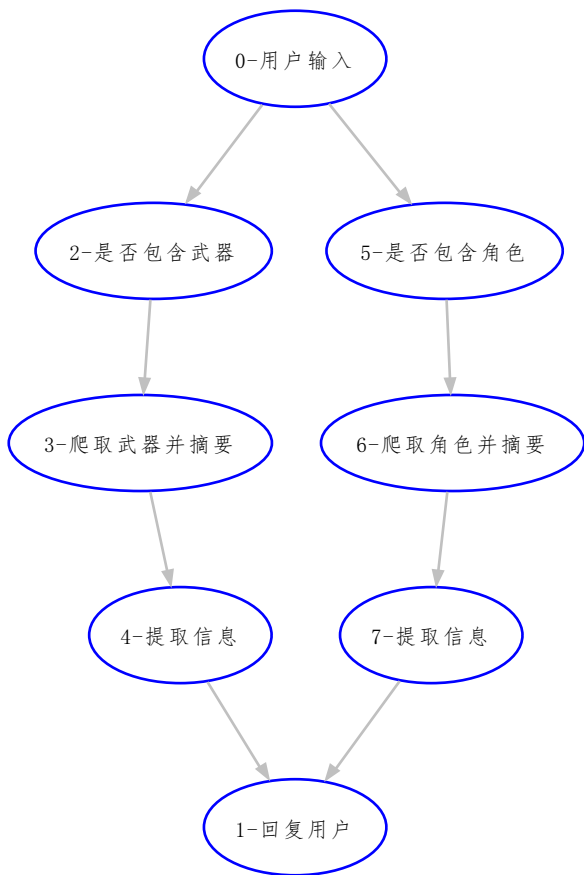 0-用户输入
2-是否包含武器
5-是否包含角色
3-爬取武器并摘要
6-爬取角色并摘要
4-提取信息
7-提取信息
1-回复用户